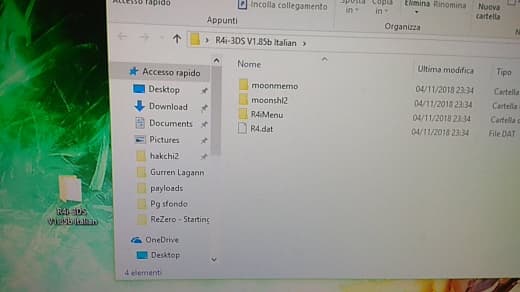 Accesso rapido
Incolla collegamento
Sposta in
Copia in
Elimina
Rinomina
Nuova cartella
Appunti
Organizza
R4i-3DS V1.85b Italian
Nome
Ultima modifica
Tipo
Accesso rapido
Desktop
Download
Documents
Pictures
hakchi2
Gurren Lagann
payloads
Pg sfondo
ReZero - Starting
OneDrive
Desktop
moonmemo 04/11/2018 23:34 Cartella
moonshl2 04/11/2018 23:34 Cartella
R4iMenu 04/11/2018 23:34 Cartella
R4.dat 04/11/2018 23:34 File DAT
4 elementi
R4i-3DS
V1.85b Italian